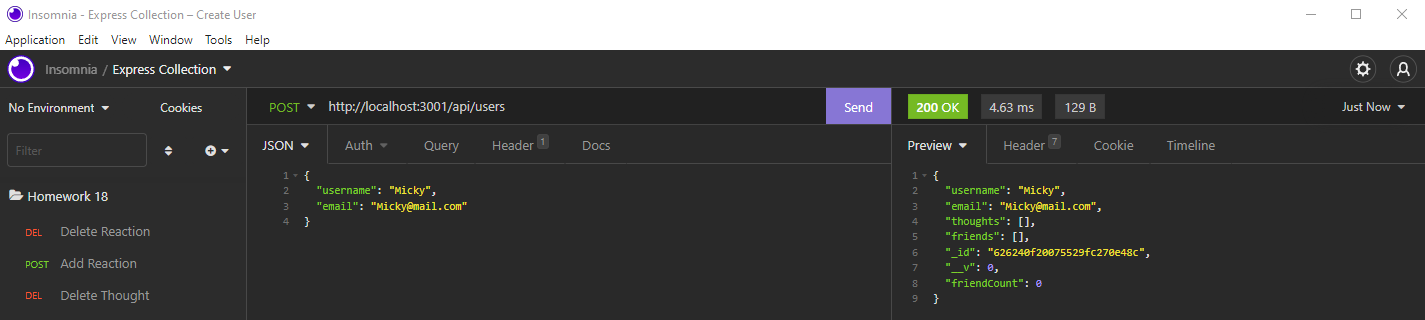 Insomnia - Express Collection – Create User
Application Edit View Window Tools Help
Insomnia / Express Collection
No Environment Cookies
POST http://localhost:3001/api/users Send
200 OK 4.63 ms 129 B Just Now
Filter
JSON Auth Query Header 1 Docs
Preview Header 7 Cookie Timeline
Homework 18
DEL Delete Reaction
POST Add Reaction
DEL Delete Thought
1 {
2 "username": "Micky",
3 "email": "Micky@mail.com"
4 }
1 {
2 "username": "Micky",
3 "email": "Micky@mail.com",
4 "thoughts": [],
5 "friends": [],
6 "_id": "626240f20075529fc270e48c",
7 "__v": 0,
8 "friendCount": 0
9 }